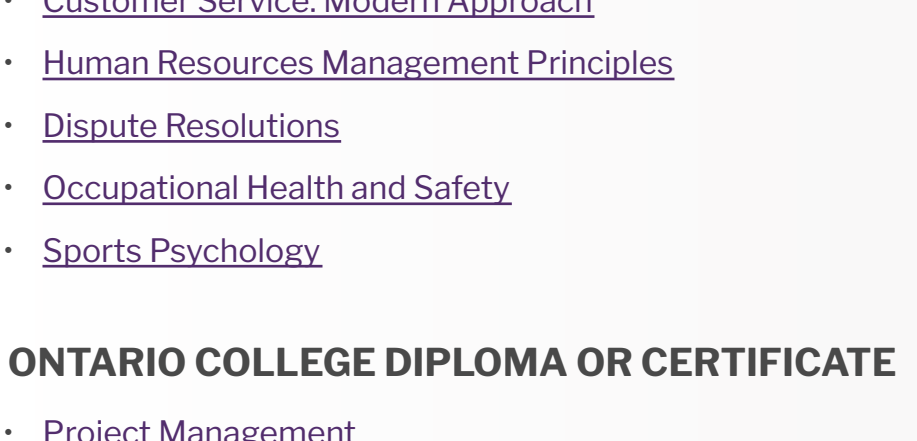 • Customer Service: Modern Approach
• Human Resources Management Principles
• Dispute Resolutions
• Occupational Health and Safety
• Sports Psychology
ONTARIO COLLEGE DIPLOMA OR CERTIFICATE
• Project Management